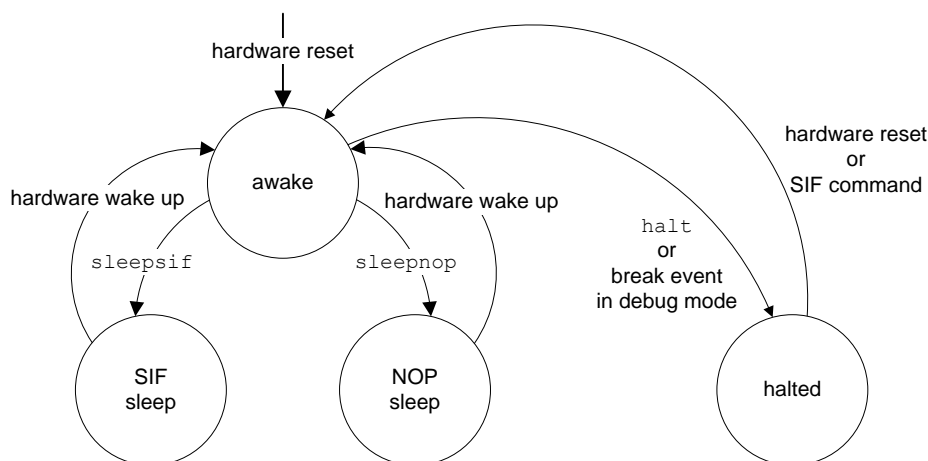 hardware reset
hardware reset
or
SIF command
awake
hardware wake up
hardware wake up
halt
or
break event
in debug mode
sleepsif
sleepnop
SIF
sleep
NOP
sleep
halted